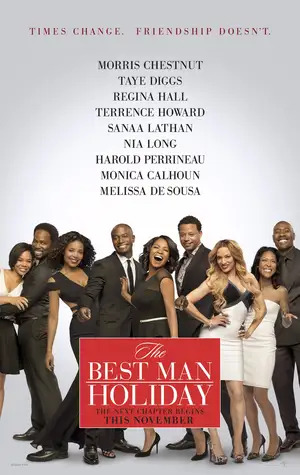 TIMES CHANGE. FRIENDSHIP DOESN'T.
MORRIS CHESTNUT
TAYE DIGGS
REGINA HALL
TERRENCE HOWARD
SANAA LATHAN
NIA LONG
HAROLD PERRINEAU
MONICA CALHOUN
MELISSA DE SOUSA
The
BEST MAN
HOLIDAY
THE NEXT CHAPTER BEGINS
THIS NOVEMBER